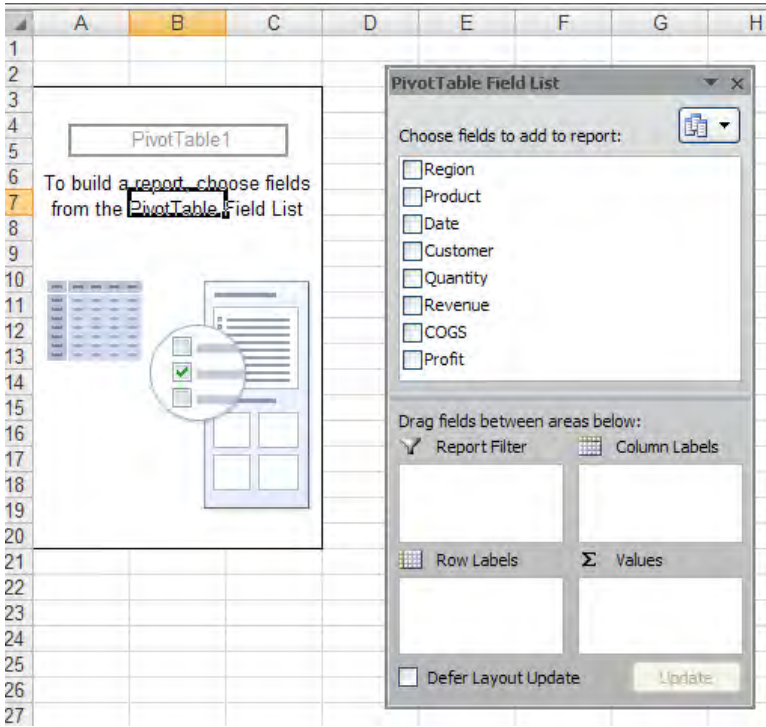 A B C D E F G H
1
2
3
4
5
6
7
8
9
10
11
12
13
14
15
16
17
18
19
20
21
22
23
24
25
26
27
PivotTable1
To build a report, choose fields
from the PivotTable Field List
PivotTable Field List
Choose fields to add to report:
Region
Product
Date
Customer
Quantity
Revenue
COGS
Profit
Drag fields between areas below:
Report Filter
Column Labels
Row Labels
Σ Values
Defer Layout Update
Update